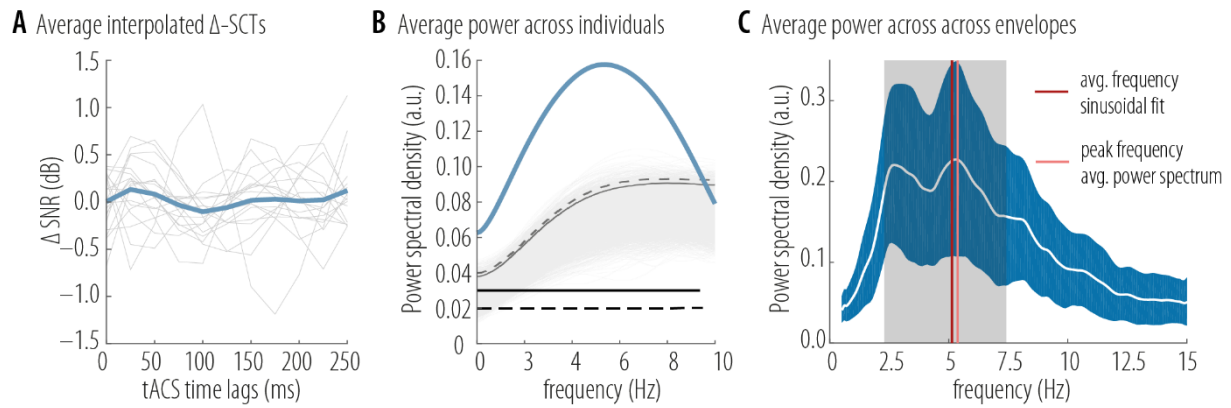 A Average interpolated Δ-SCTs
1.5
1.0
0.5
0.0
−0.5
−1.0
−1.5
Δ SNR (dB)
0 50 100 150 200 250
tACS time lags (ms)
B Average power across individuals
0.16
0.14
0.12
0.10
0.08
0.06
0.04
0.02
0
Power spectral density (a.u.)
0 2 4 6 8 10
frequency (Hz)
C Average power across across envelopes
0.3
0.2
0.1
0.0
Power spectral density (a.u.)
0 2.5 5 7.5 10 12.5 15
frequency (Hz)
avg. frequency
sinusoidal fit
peak frequency
avg. power spectrum